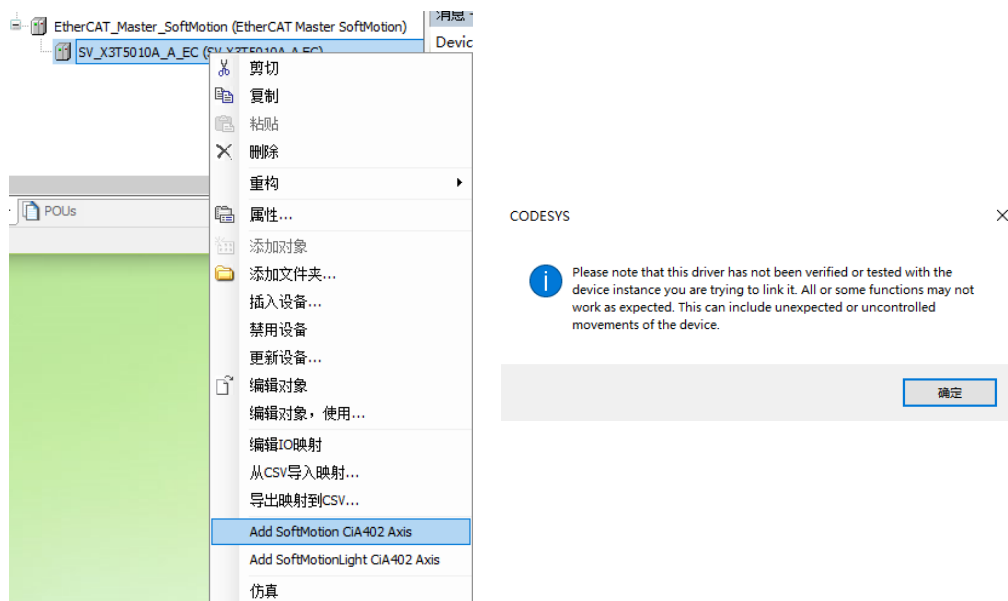 消息
EtherCAT_Master_SoftMotion (EtherCAT Master SoftMotion)
Devic
SV_X3T5010A_A_EC (SV_X3T5010A_A_EC)
剪切
复制
粘贴
删除
重构
POUs
属性...
添加对象
添加文件夹...
插入设备...
禁用设备
更新设备...
编辑对象
编辑对象，使用...
编辑IO映射
从CSV导入映射...
导出映射到CSV...
Add SoftMotion CiA402 Axis
Add SoftMotionLight CiA402 Axis
仿真
CODESYS
Please note that this driver has not been verified or tested with the
device instance you are trying to link it. All or some functions may not
work as expected. This can include unexpected or uncontrolled
movements of the device.
确定